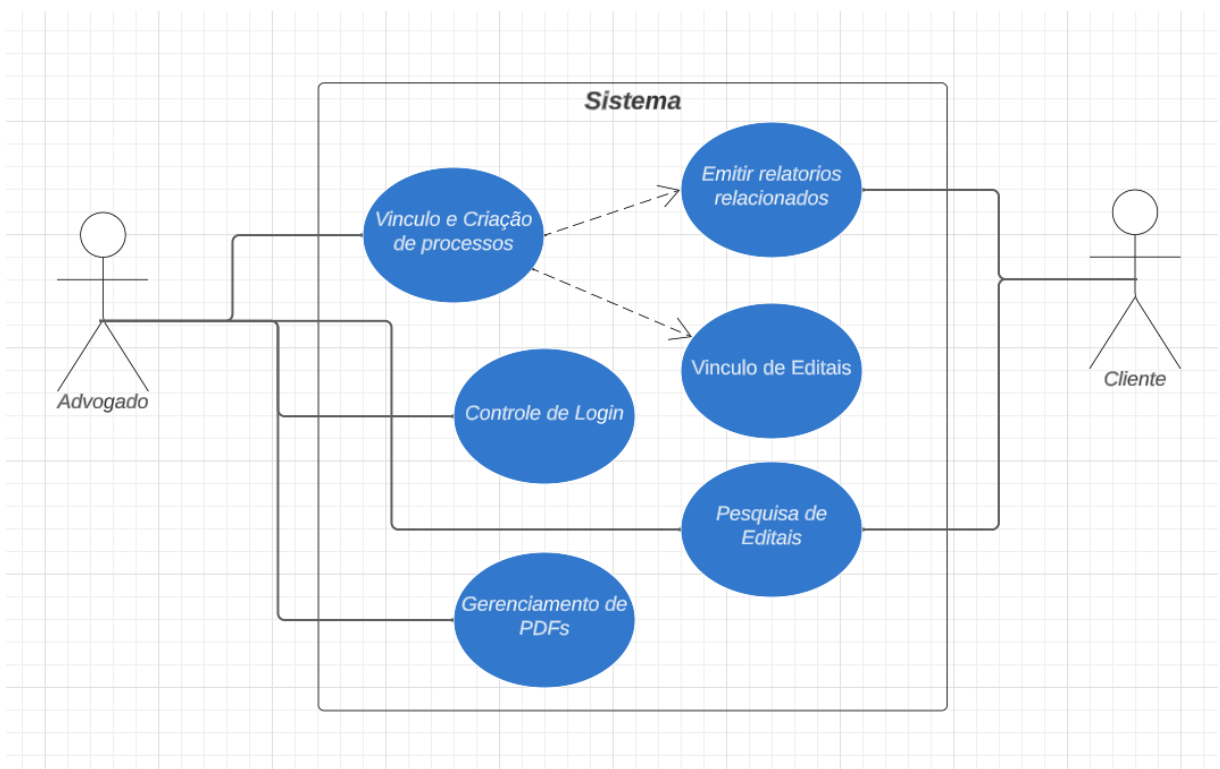 Sistema
Emitir relatorios
relacionados
Vinculo e Criação
de processos
Vinculo de Editais
Cliente
Advogado
Controle de Login
Pesquisa de
Editais
Gerenciamento de
PDFs